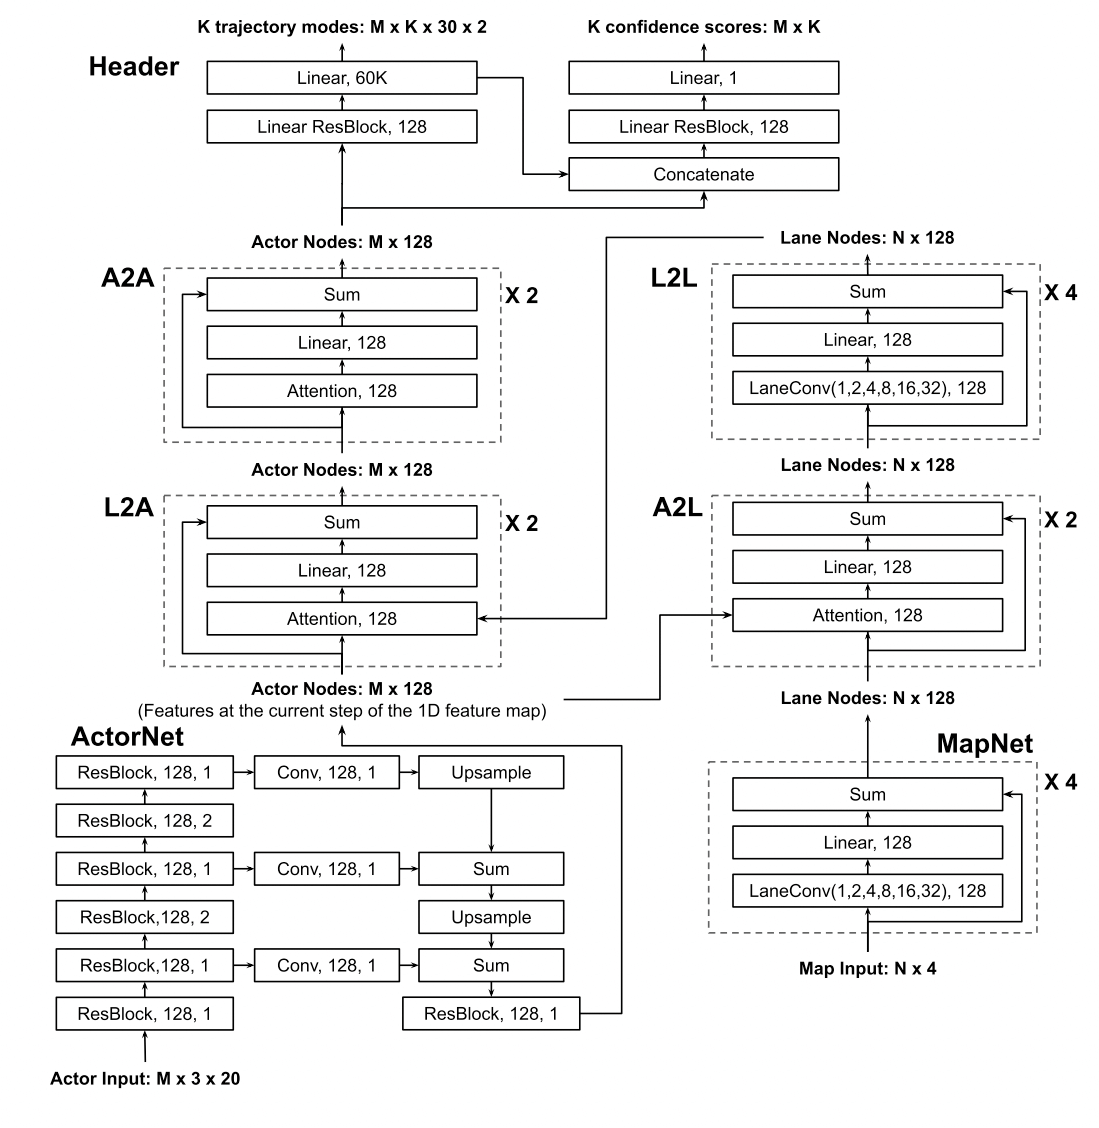 K trajectory modes: M x K x 30 x 2
K confidence scores: M x K
Header
Linear, 60K
Linear, 1
Linear ResBlock, 128
Linear ResBlock, 128
Concatenate
Actor Nodes: M x 128
Lane Nodes: N x 128
A2A
X 2
Sum
Linear, 128
Attention, 128
L2L
X 4
Sum
Linear, 128
LaneConv(1,2,4,8,16,32), 128
Actor Nodes: M x 128
Lane Nodes: N x 128
L2A
X 2
Sum
Linear, 128
Attention, 128
A2L
X 2
Sum
Linear, 128
Attention, 128
Actor Nodes: M x 128
(Features at the current step of the 1D feature map)
Lane Nodes: N x 128
ActorNet
ResBlock, 128, 1
Conv, 128, 1
Upsample
ResBlock, 128, 2
ResBlock, 128, 1
Conv, 128, 1
Sum
ResBlock,128, 2
Upsample
ResBlock,128, 1
Conv, 128, 1
Sum
ResBlock, 128, 1
ResBlock, 128, 1
Actor Input: M x 3 x 20
MapNet
X 4
Sum
Linear, 128
LaneConv(1,2,4,8,16,32), 128
Map Input: N x 4